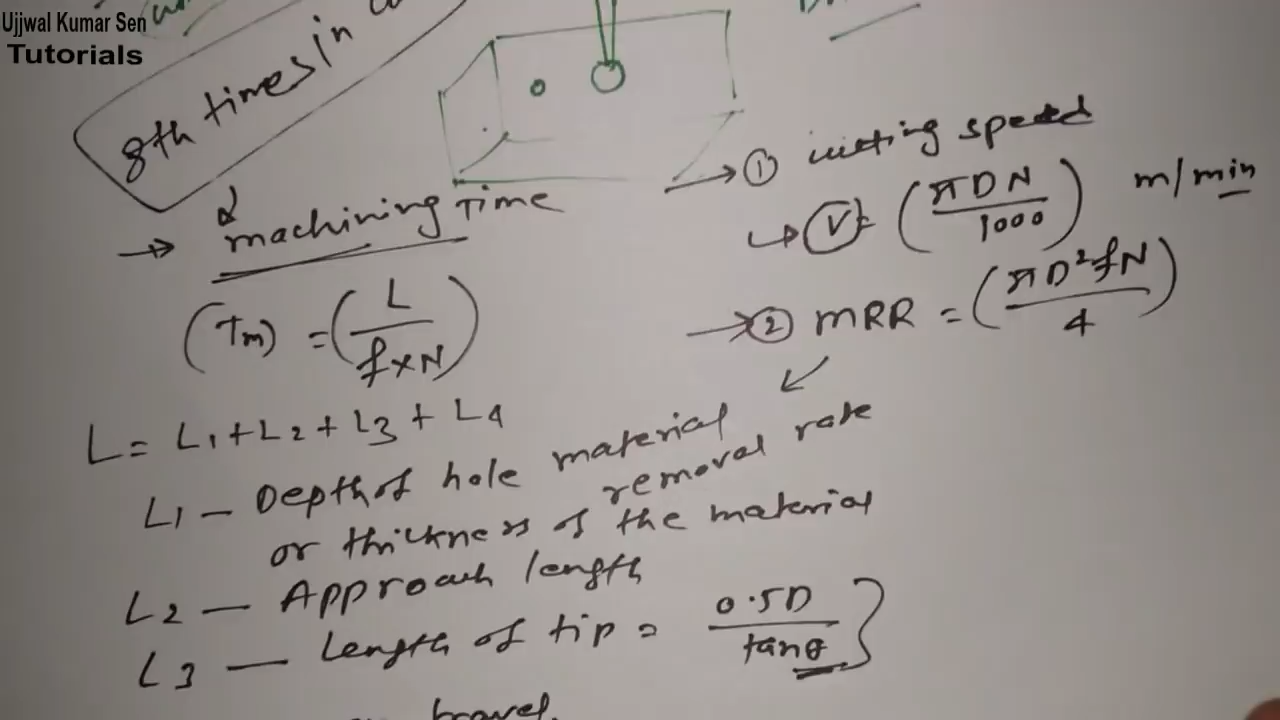 Ujjwal Kumar Sen
Tutorials
8th times in
→ machining Time
(Tm) = (L / f×N)
L = L1 + L2 + L3 + L4
L1 — Depth of hole
or thickness of the material
L2 — Approach length
L3 — Length of tip = 0.5D / tanθ }
travel
→ ① cutting speed
↳ (V) = (πDN / 1000) m/min
→ ② MRR = (πD²fN / 4)
material
removal rate